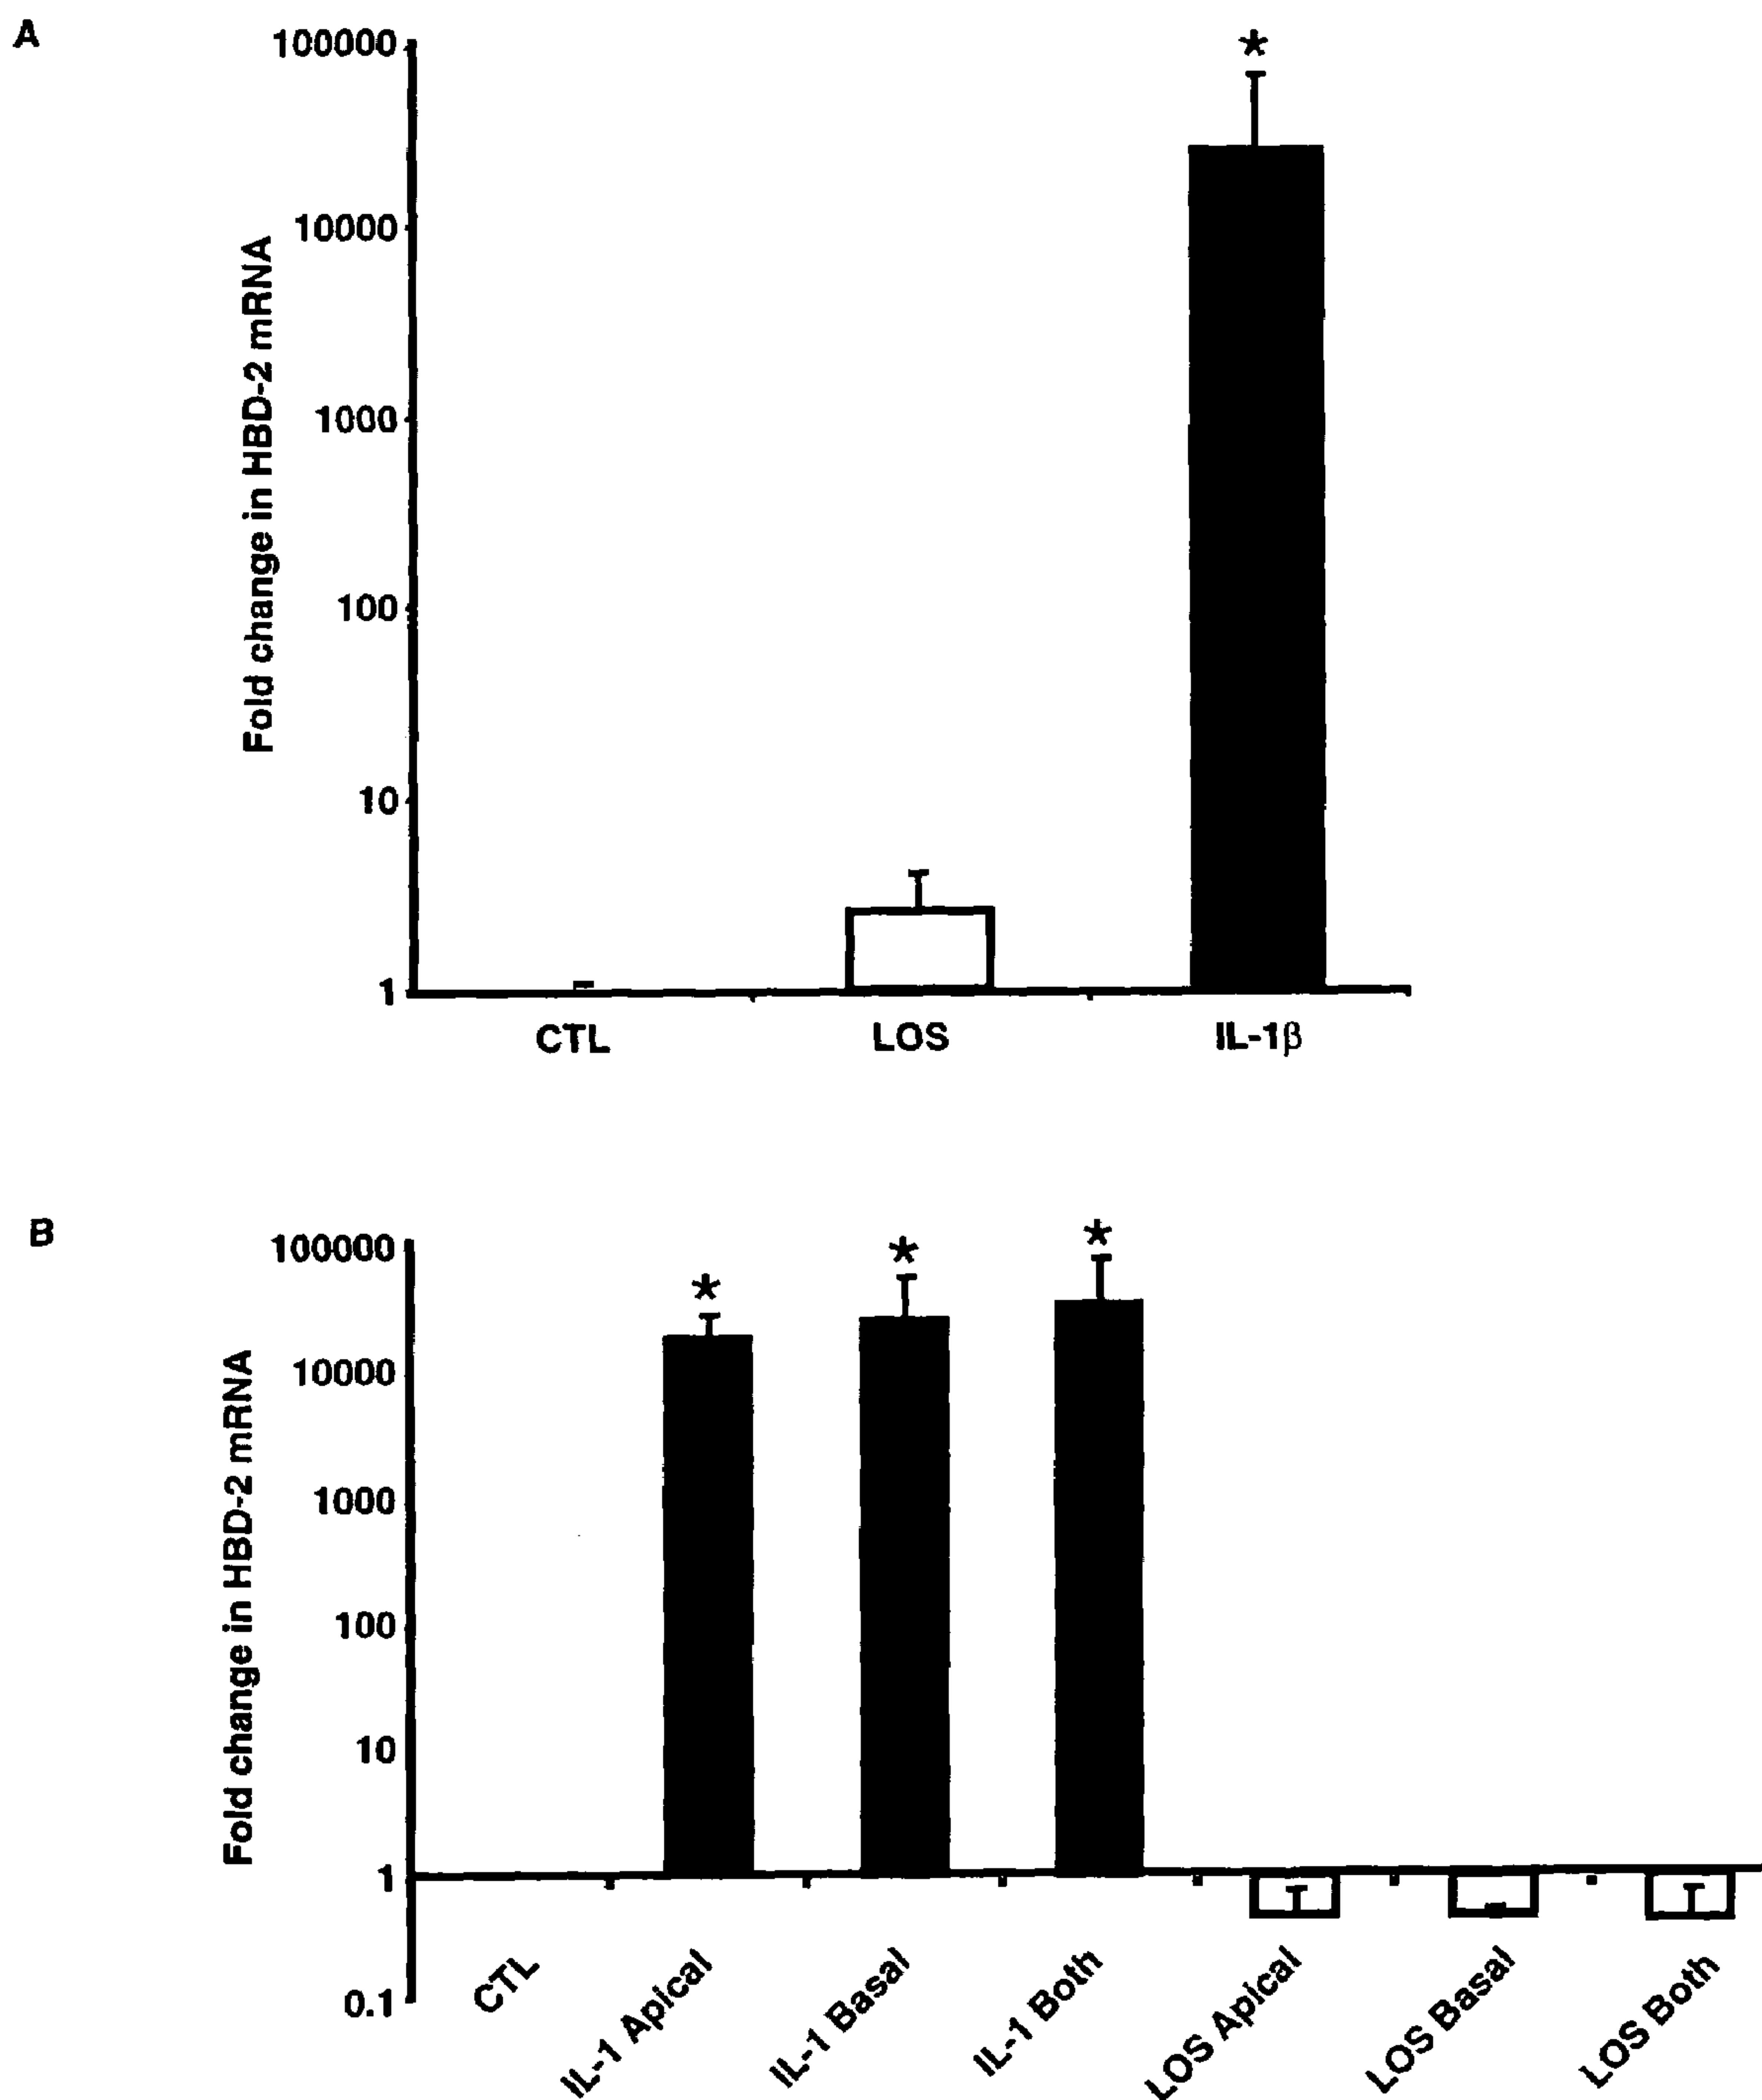 A
Fold change in HBD-2 mRNA
100000
10000
1000
100
10
1
*
CTL
LOS
IL-1β
B
Fold change in HBD-2 mRNA
100000
10000
1000
100
10
1
0.1
*
*
*
CTL
IL-1 Apical
IL-1 Basal
IL-1 Both
LOS Apical
LOS Basal
LOS Both